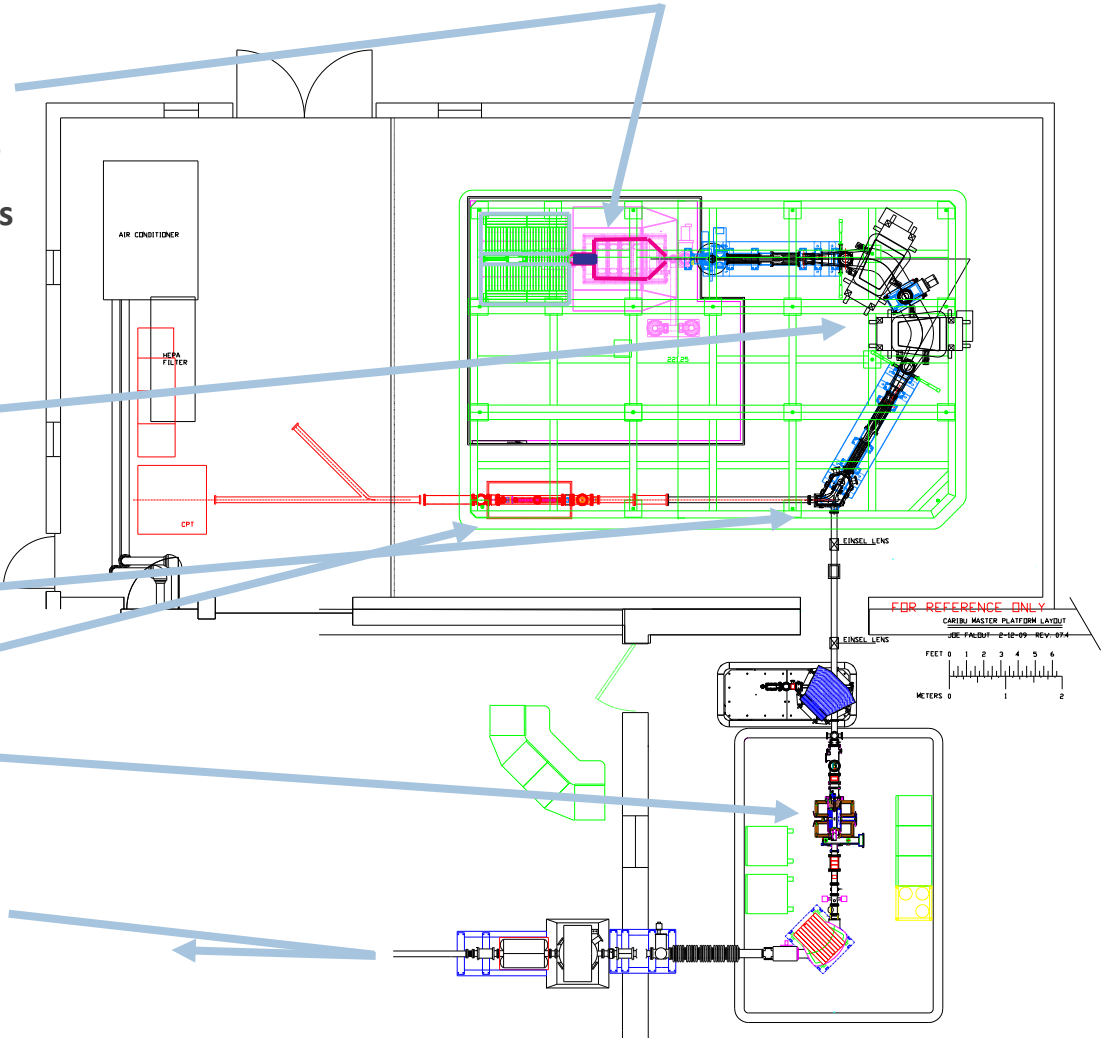 s
AIR CONDITIONER
HEPA
FILTER
22.25
CPT
EINSEL LENS
FOR REFERENCE ONLY
CARIBU MASTER PLATFORM LAYOUT
JOE FALOUT 2-12-09 REV: 07.4
EINSEL LENS
FEET 0 1 2 3 4 5 6
METERS 0 1 2